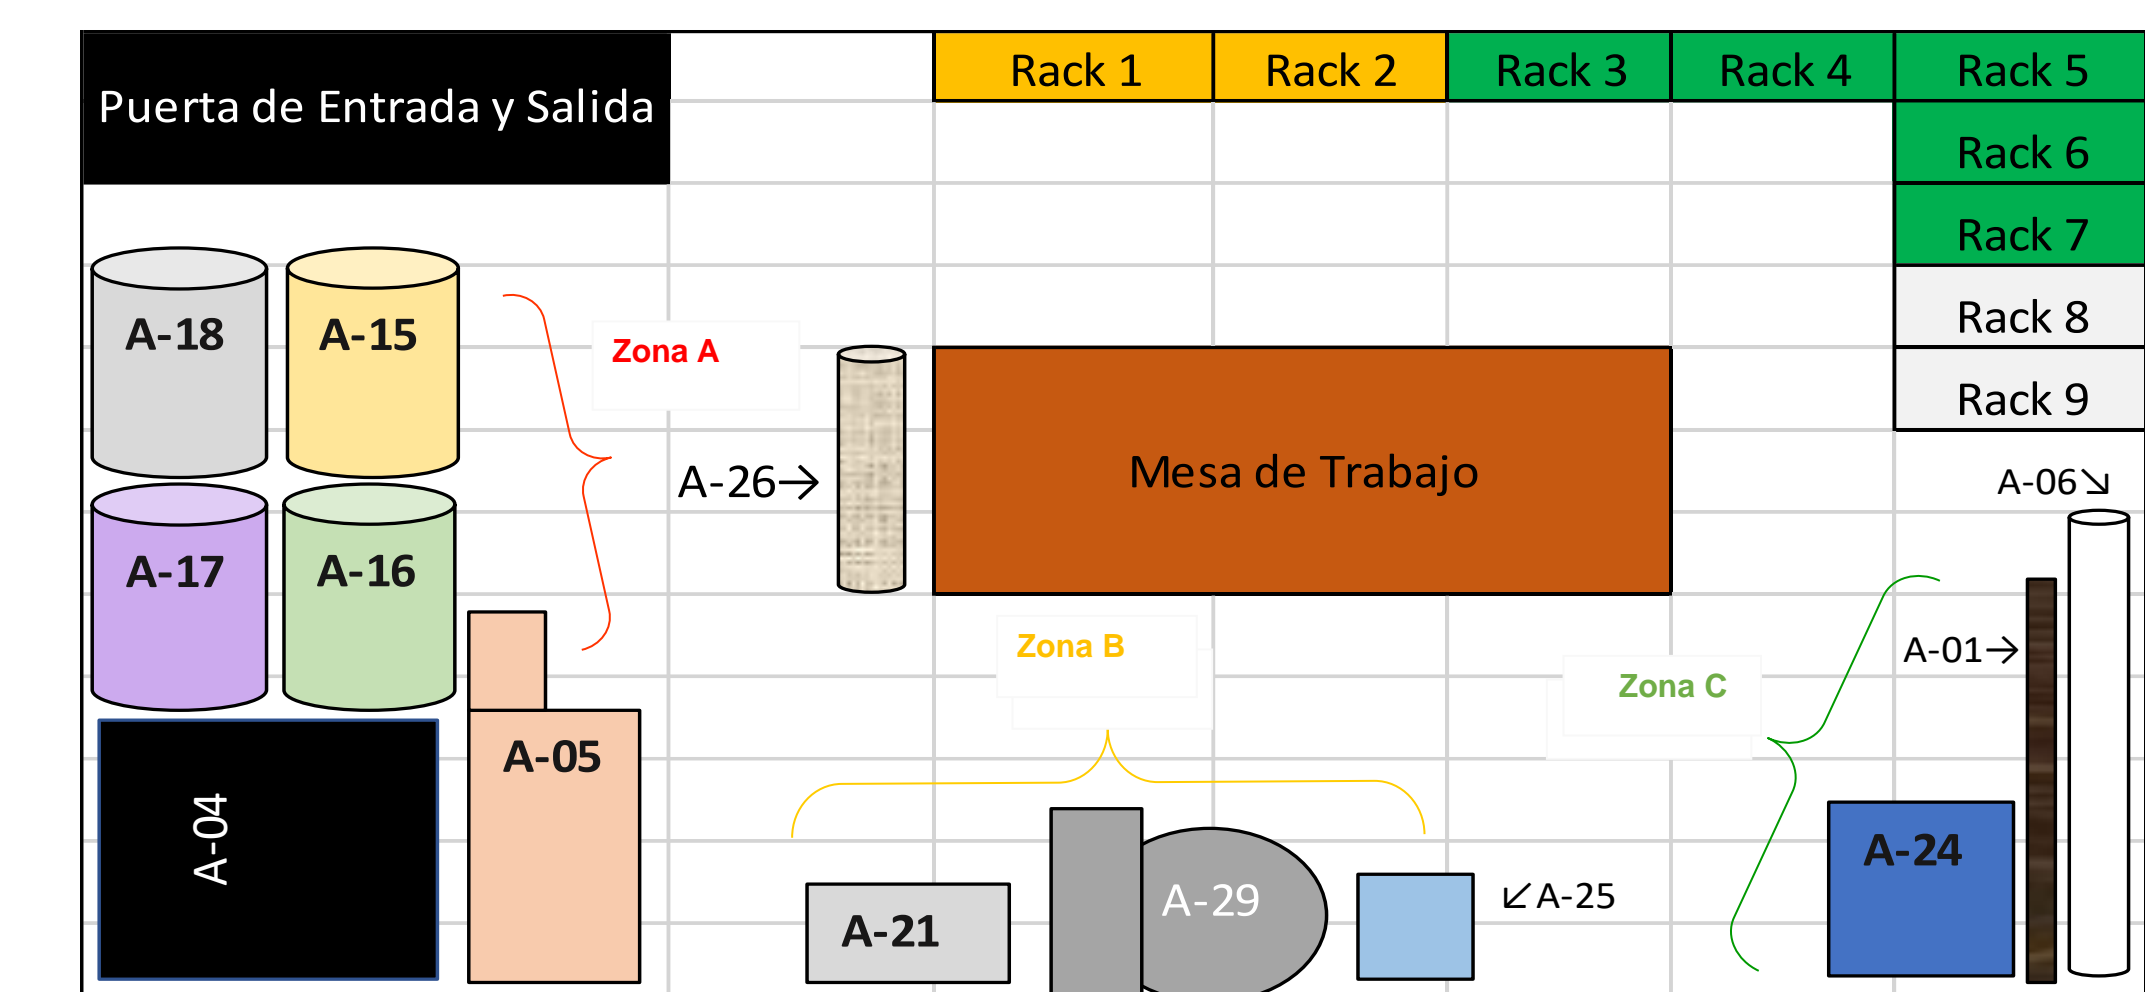 Puerta de Entrada y Salida
Rack 1
Rack 2
Rack 3
Rack 4
Rack 5
Rack 6
Rack 7
Rack 8
Rack 9
A-18
A-15
Zona A
A-26→
Mesa de Trabajo
A-06↘
A-17
A-16
Zona B
A-01→
Zona C
A-05
A-04
A-24
A-21
A-29
↙A-25